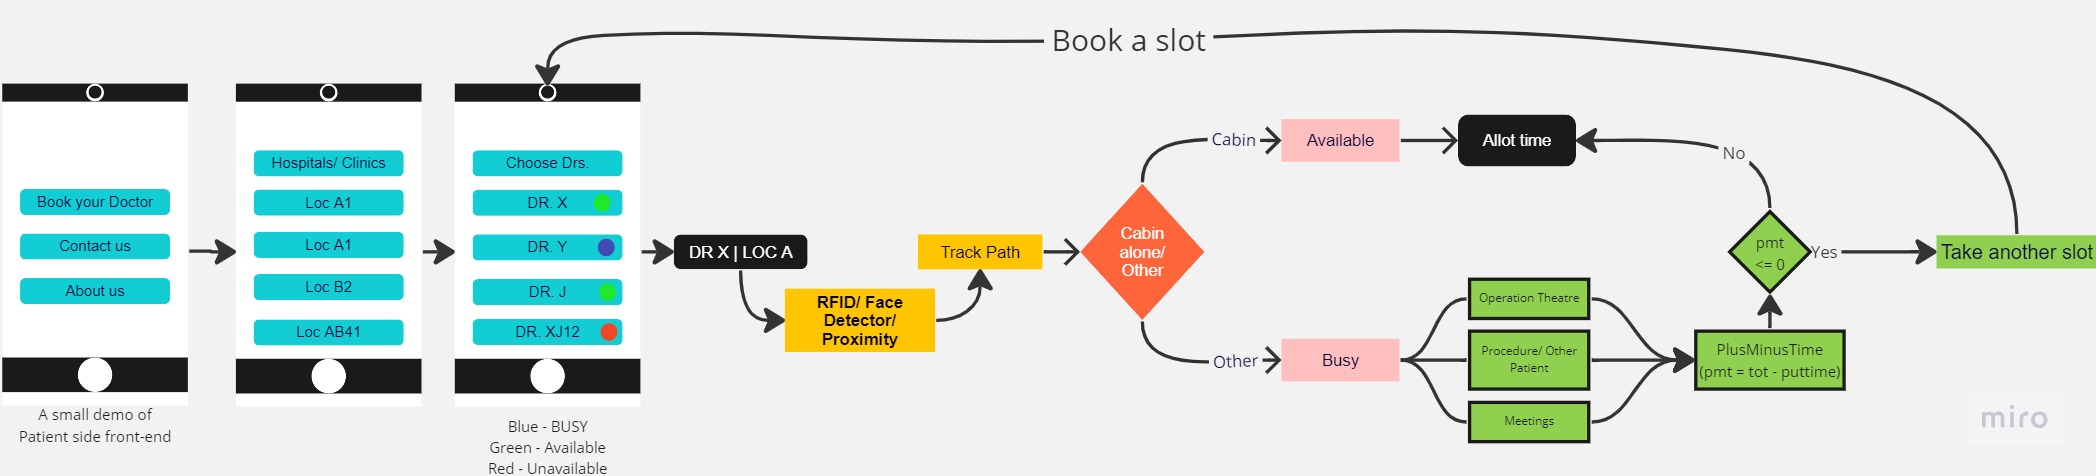 Book a slot
Book your Doctor
Contact us
About us
A small demo of
Patient side front-end
Hospitals/ Clinics
Loc A1
Loc A1
Loc B2
Loc AB41
Choose Drs.
DR. X
DR. Y
DR. J
DR. XJ12
Blue - BUSY
Green - Available
Red - Unavailable
DR X | LOC A
RFID/ Face
Detector/
Proximity
Track Path
Cabin
alone/
Other
Cabin
Available
Allot time
Other
Busy
Operation Theatre
Procedure/ Other
Patient
Meetings
PlusMinusTime
(pmt = tot - puttime)
pmt
<= 0
No
Yes
Take another slot
miro